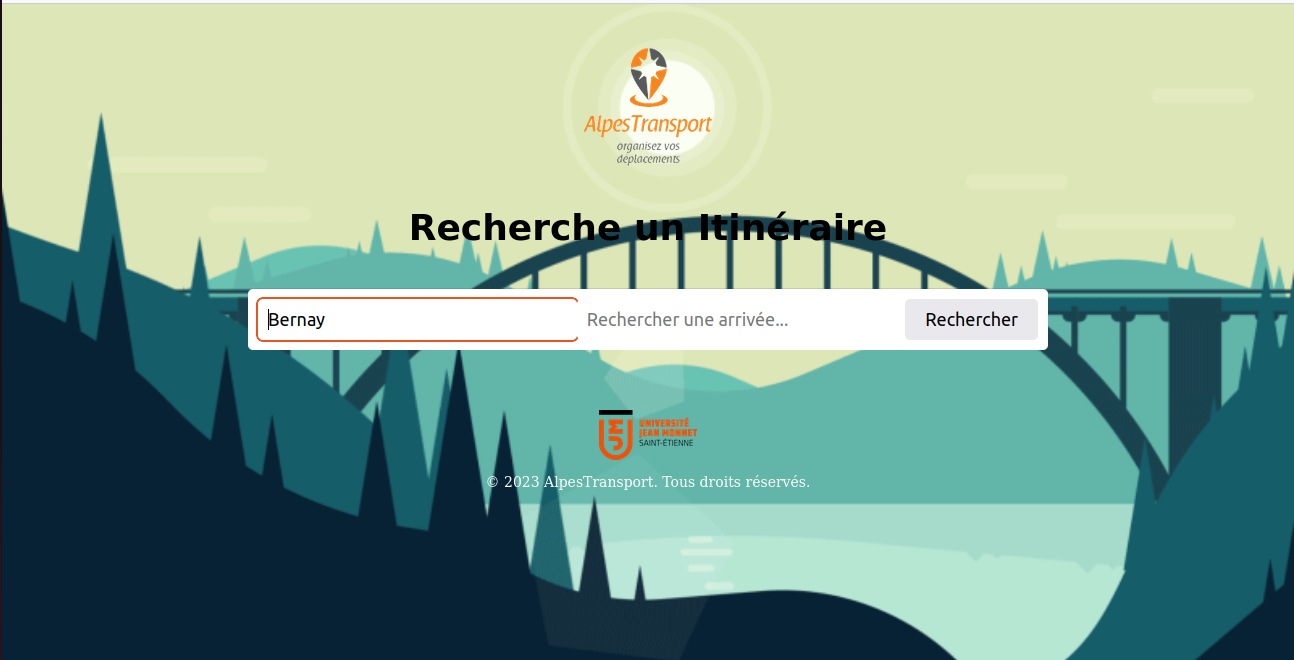 AlpesTransport
organisez vos
déplacements
Recherche un Itinéraire
Bernay
Rechercher une arrivée...
Rechercher
UJM
UNIVERSITÉ
JEAN MONNET
SAINT-ÉTIENNE
© 2023 AlpesTransport. Tous droits réservés.